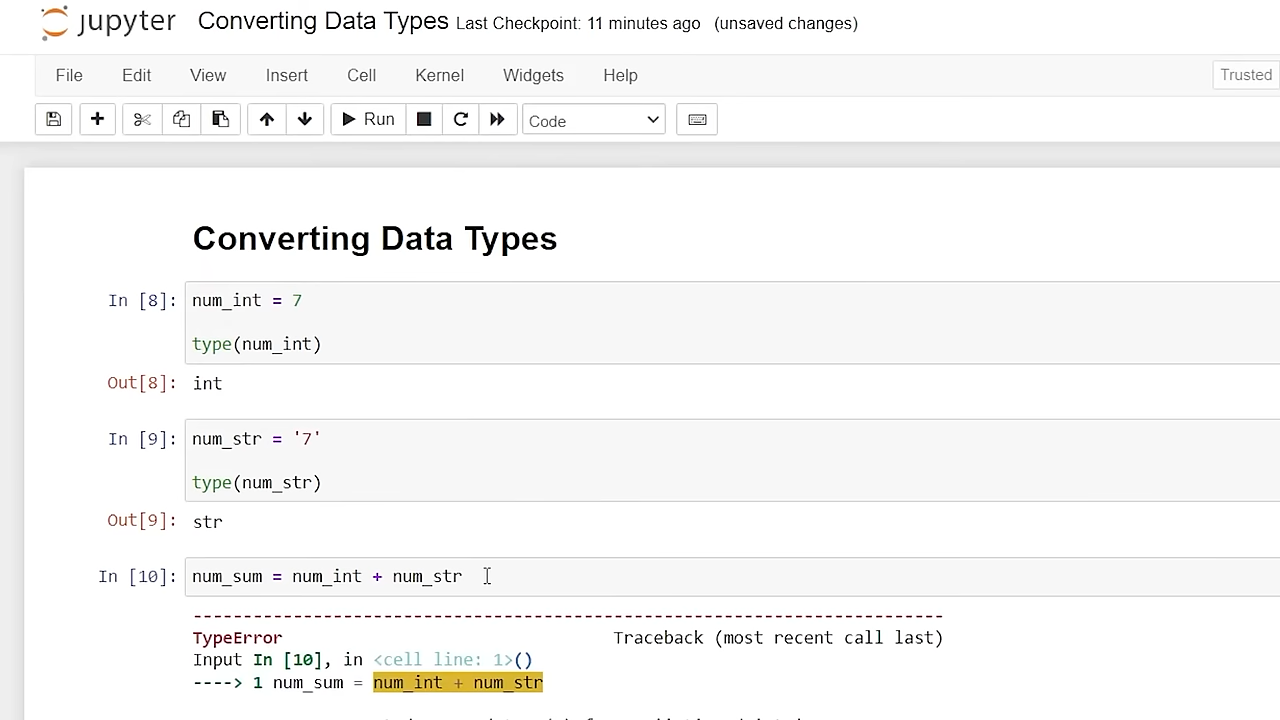 jupyter Converting Data Types Last Checkpoint: 11 minutes ago (unsaved changes)
File Edit View Insert Cell Kernel Widgets Help Trusted
Run Code
Converting Data Types
In [8]: num_int = 7
type(num_int)
Out[8]: int
In [9]: num_str = '7'
type(num_str)
Out[9]: str
In [10]: num_sum = num_int + num_str
---------------------------------------------------------------------------
TypeError Traceback (most recent call last)
Input In [10], in <cell line: 1>()
----> 1 num_sum = num_int + num_str